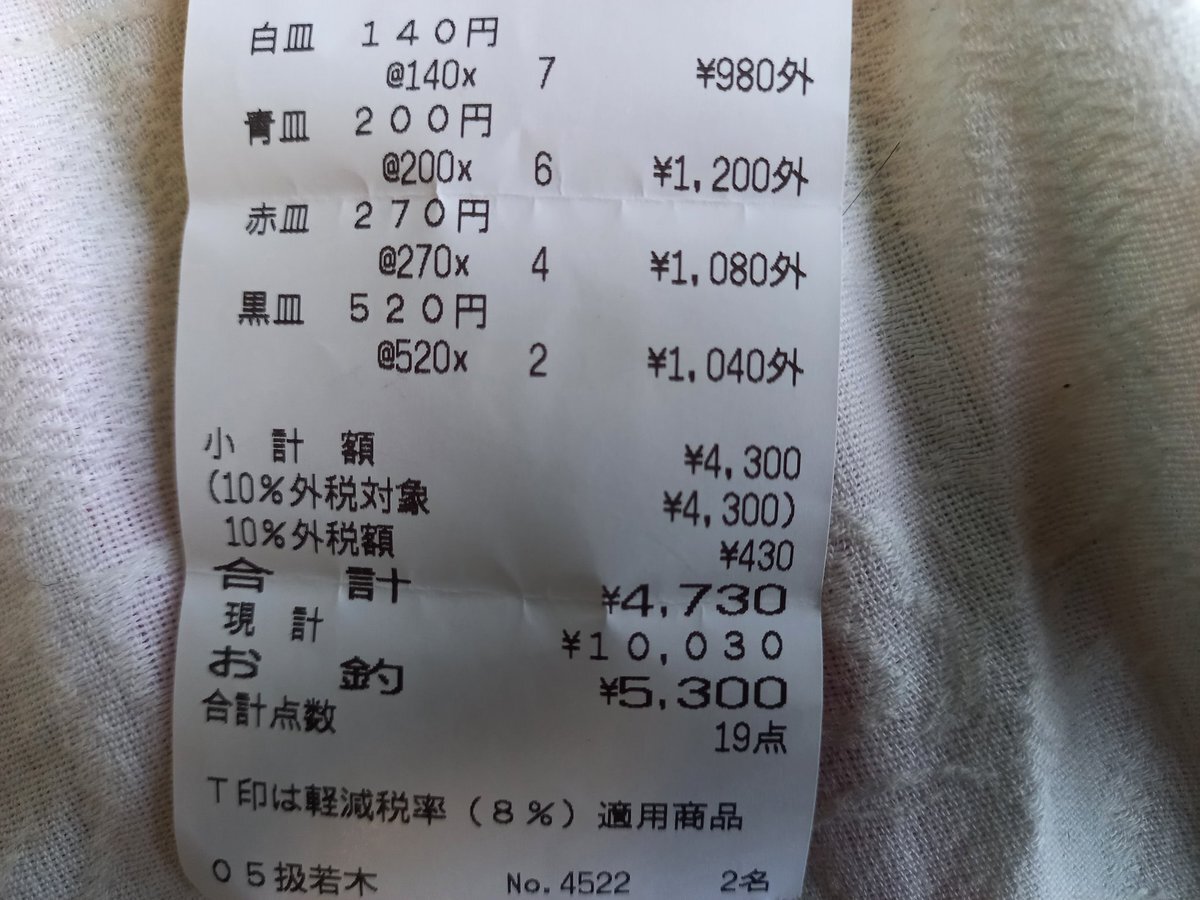 白皿 140円
@140x 7 ¥980外
青皿 200円
@200x 6 ¥1,200外
赤皿 270円
@270x 4 ¥1,080外
黒皿 520円
@520x 2 ¥1,040外
小計額 ¥4,300
(10%外税対象 ¥4,300)
10%外税額 ¥430
合計 ¥4,730
現計 ¥10,030
お釣 ¥5,300
合計点数 19点
T印は軽減税率(8%)適用商品
05扱若木 No.4522 2名